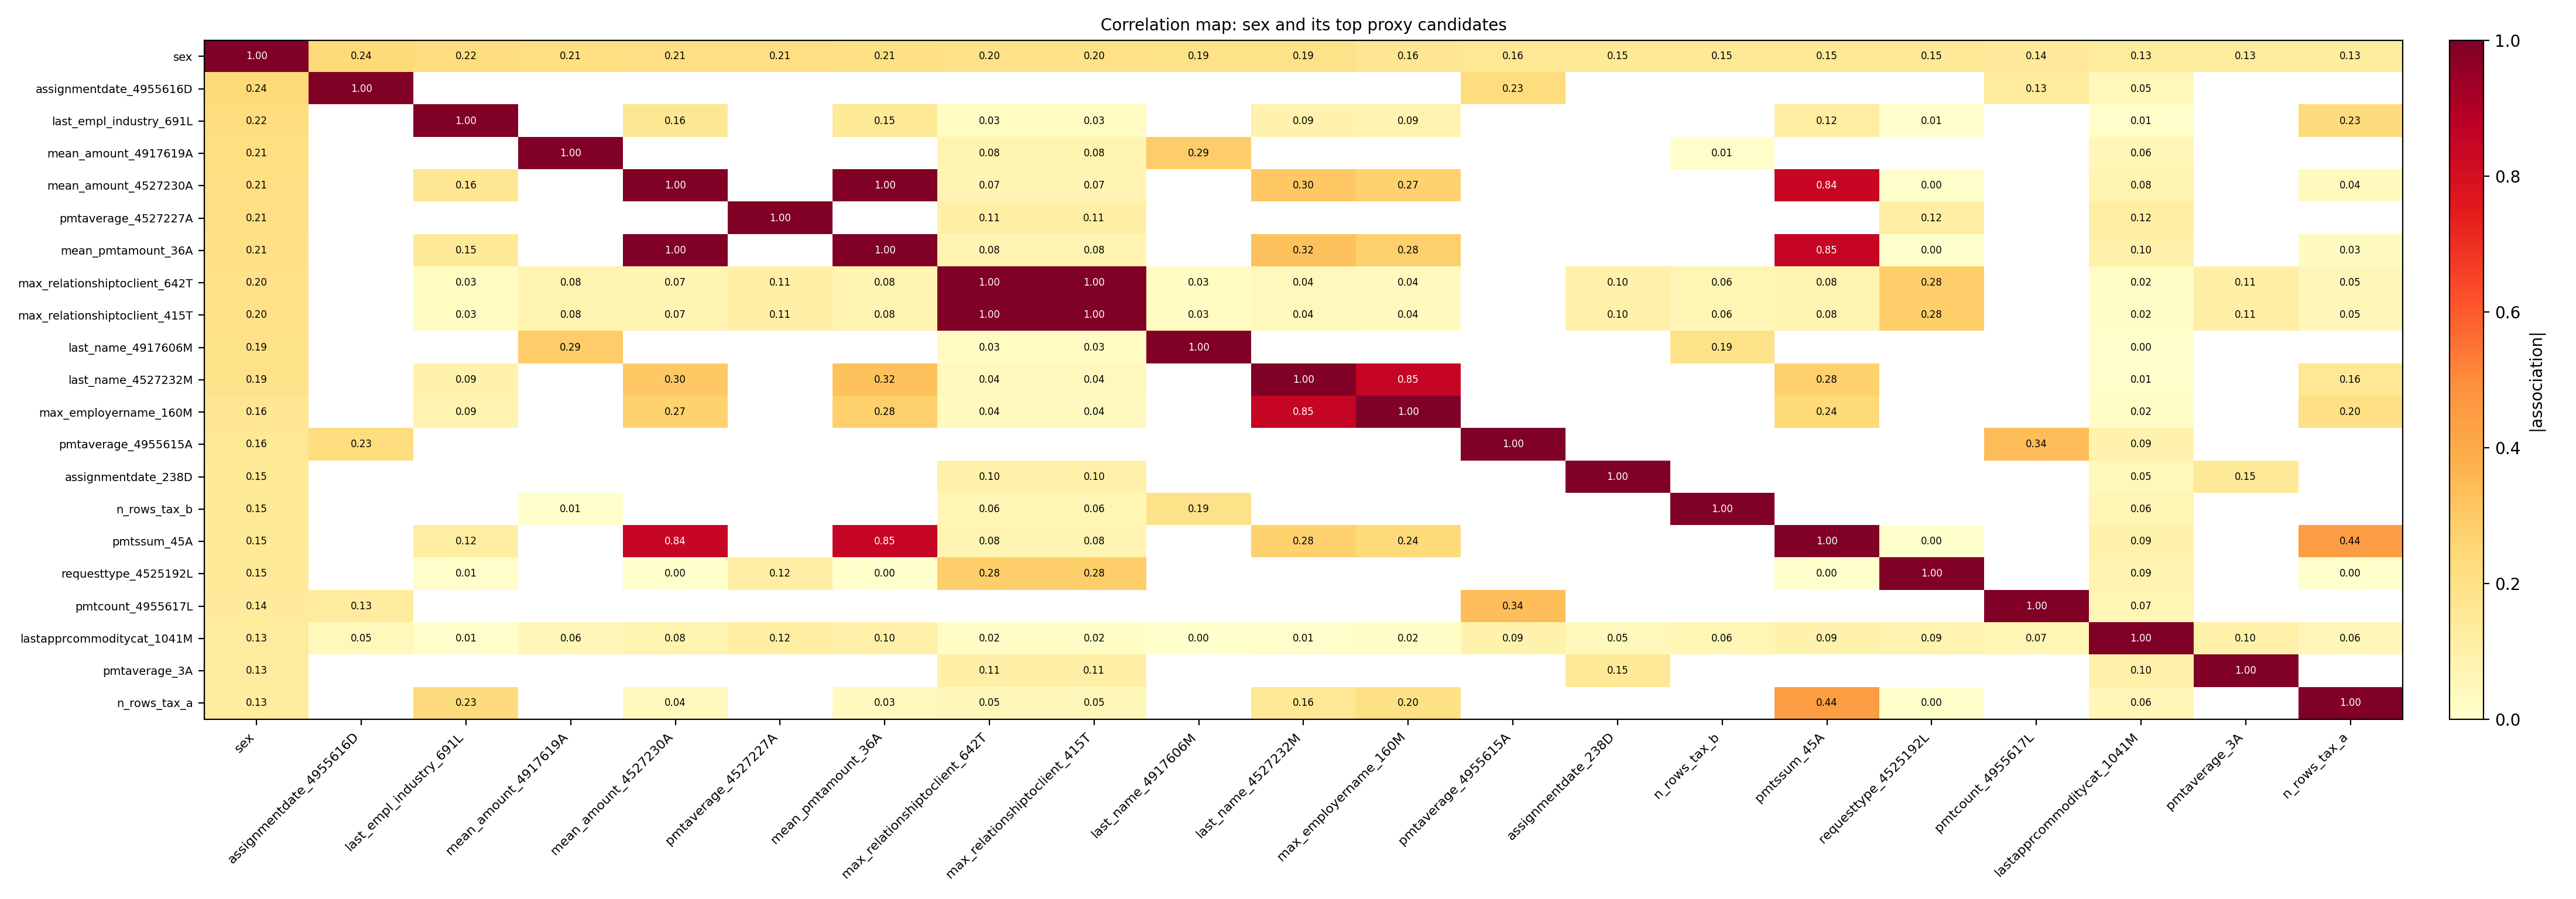 Correlation map: sex and its top proxy candidates
sex 1.00 0.24 0.22 0.21 0.21 0.21 0.21 0.20 0.20 0.19 0.19 0.16 0.16 0.15 0.15 0.15 0.15 0.14 0.13 0.13 0.13
assignmentdate_4955616D 0.24 1.00 0.23 0.13 0.05
last_empl_industry_691L 0.22 1.00 0.16 0.15 0.03 0.03 0.09 0.09 0.12 0.01 0.01 0.23
mean_amount_4917619A 0.21 1.00 0.08 0.08 0.29 0.01 0.06
mean_amount_4527230A 0.21 0.16 1.00 1.00 0.07 0.07 0.30 0.27 0.84 0.00 0.08 0.04
pmtaverage_4527227A 0.21 1.00 0.11 0.11 0.12 0.12
mean_pmtamount_36A 0.21 0.15 1.00 1.00 0.08 0.08 0.32 0.28 0.85 0.00 0.10 0.03
max_relationshiptoclient_642T 0.20 0.03 0.08 0.07 0.11 0.08 1.00 1.00 0.03 0.04 0.04 0.10 0.06 0.08 0.28 0.02 0.11 0.05
max_relationshiptoclient_415T 0.20 0.03 0.08 0.07 0.11 0.08 1.00 1.00 0.03 0.04 0.04 0.10 0.06 0.08 0.28 0.02 0.11 0.05
last_name_4917606M 0.19 0.29 0.03 0.03 1.00 0.19 0.00
last_name_4527232M 0.19 0.09 0.30 0.32 0.04 0.04 1.00 0.85 0.28 0.01 0.16
max_employername_160M 0.16 0.09 0.27 0.28 0.04 0.04 0.85 1.00 0.24 0.02 0.20
pmtaverage_4955615A 0.16 0.23 1.00 0.34 0.09
assignmentdate_238D 0.15 0.10 0.10 1.00 0.05 0.15
n_rows_tax_b 0.15 0.01 0.06 0.06 0.19 1.00 0.06
pmtssum_45A 0.15 0.12 0.84 0.85 0.08 0.08 0.28 0.24 1.00 0.00 0.09 0.44
requesttype_4525192L 0.15 0.01 0.00 0.12 0.00 0.28 0.28 0.00 1.00 0.09 0.00
pmtcount_4955617L 0.14 0.13 0.34 1.00 0.07
lastapprcommoditycat_1041M 0.13 0.05 0.01 0.06 0.08 0.12 0.10 0.02 0.02 0.00 0.01 0.02 0.09 0.05 0.06 0.09 0.09 0.07 1.00 0.10 0.06
pmtaverage_3A 0.13 0.11 0.11 0.15 0.10 1.00
n_rows_tax_a 0.13 0.23 0.04 0.03 0.05 0.05 0.16 0.20 0.44 0.00 0.06 1.00
sex
assignmentdate_4955616D
last_empl_industry_691L
mean_amount_4917619A
mean_amount_4527230A
pmtaverage_4527227A
mean_pmtamount_36A
max_relationshiptoclient_642T
max_relationshiptoclient_415T
last_name_4917606M
last_name_4527232M
max_employername_160M
pmtaverage_4955615A
assignmentdate_238D
n_rows_tax_b
pmtssum_45A
requesttype_4525192L
pmtcount_4955617L
lastapprcommoditycat_1041M
pmtaverage_3A
n_rows_tax_a
1.0
0.8
0.6
0.4
0.2
0.0
|association|